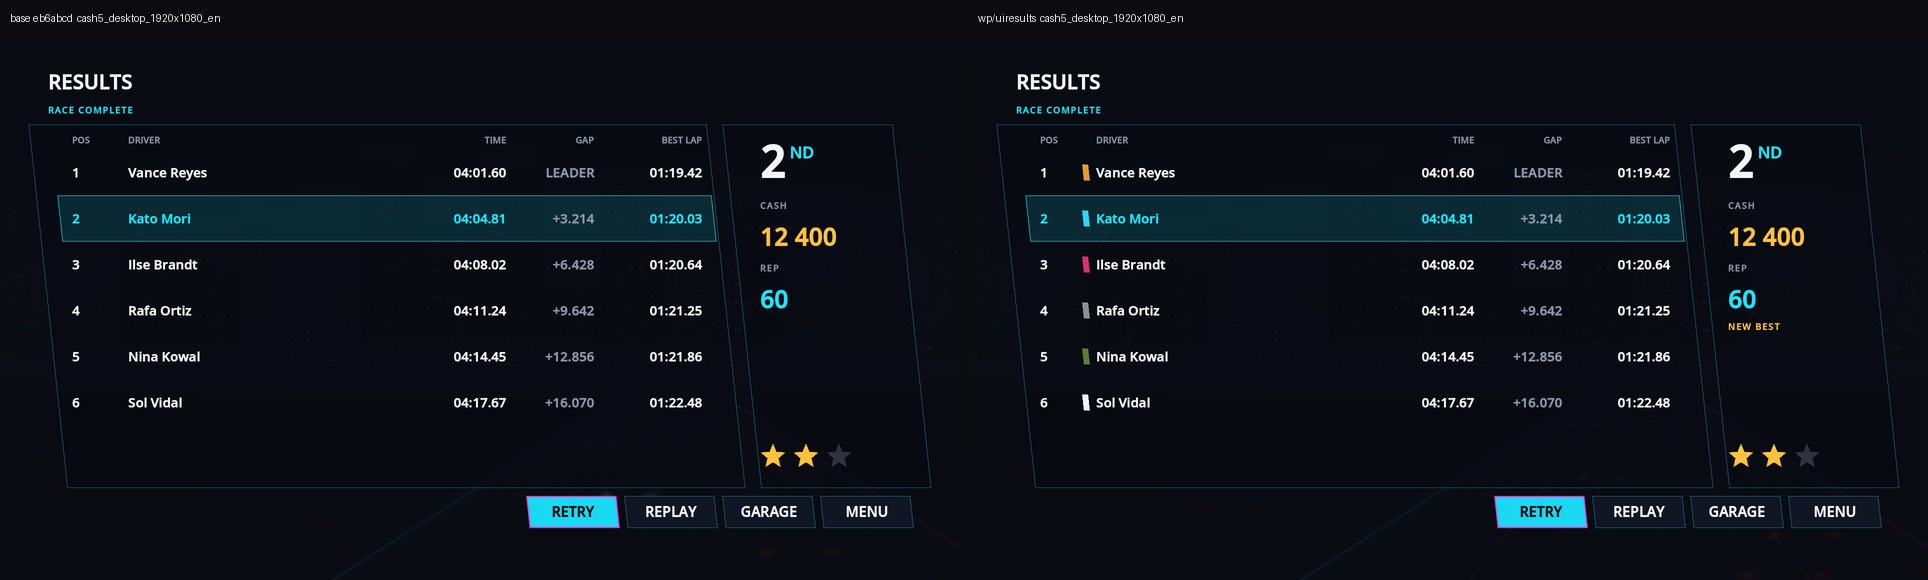 base eb6abcd cash5_desktop_1920x1080_en
RESULTS
RACE COMPLETE
POS DRIVER TIME GAP BEST LAP
1 Vance Reyes 04:01.60 LEADER 01:19.42
2 Kato Mori 04:04.81 +3.214 01:20.03
3 Ilse Brandt 04:08.02 +6.428 01:20.64
4 Rafa Ortiz 04:11.24 +9.642 01:21.25
5 Nina Kowal 04:14.45 +12.856 01:21.86
6 Sol Vidal 04:17.67 +16.070 01:22.48
2ND
CASH
12 400
REP
60
RETRY REPLAY GARAGE MENU
wp/uiresults cash5_desktop_1920x1080_en
RESULTS
RACE COMPLETE
POS DRIVER TIME GAP BEST LAP
1 Vance Reyes 04:01.60 LEADER 01:19.42
2 Kato Mori 04:04.81 +3.214 01:20.03
3 Ilse Brandt 04:08.02 +6.428 01:20.64
4 Rafa Ortiz 04:11.24 +9.642 01:21.25
5 Nina Kowal 04:14.45 +12.856 01:21.86
6 Sol Vidal 04:17.67 +16.070 01:22.48
2ND
CASH
12 400
REP
60
NEW BEST
RETRY REPLAY GARAGE MENU